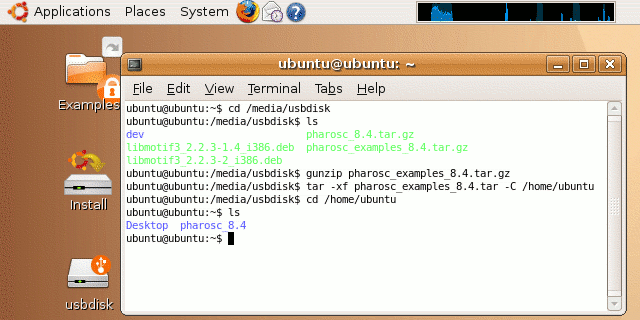 Applications Places System
ubuntu@ubuntu: ~
File Edit View Terminal Tabs Help
ubuntu@ubuntu:~$ cd /media/usbdisk
ubuntu@ubuntu:/media/usbdisk$ ls
dev pharosc_8.4.tar.gz
libmotif3_2.2.3-1.4_i386.deb pharosc_examples_8.4.tar.gz
libmotif3_2.2.3-2_i386.deb
ubuntu@ubuntu:/media/usbdisk$ gunzip pharosc_examples_8.4.tar.gz
ubuntu@ubuntu:/media/usbdisk$ tar -xf pharosc_examples_8.4.tar -C /home/ubuntu
ubuntu@ubuntu:/media/usbdisk$ cd /home/ubuntu
ubuntu@ubuntu:~$ ls
Desktop pharosc_8.4
ubuntu@ubuntu:~$
Examples
Install
usbdisk